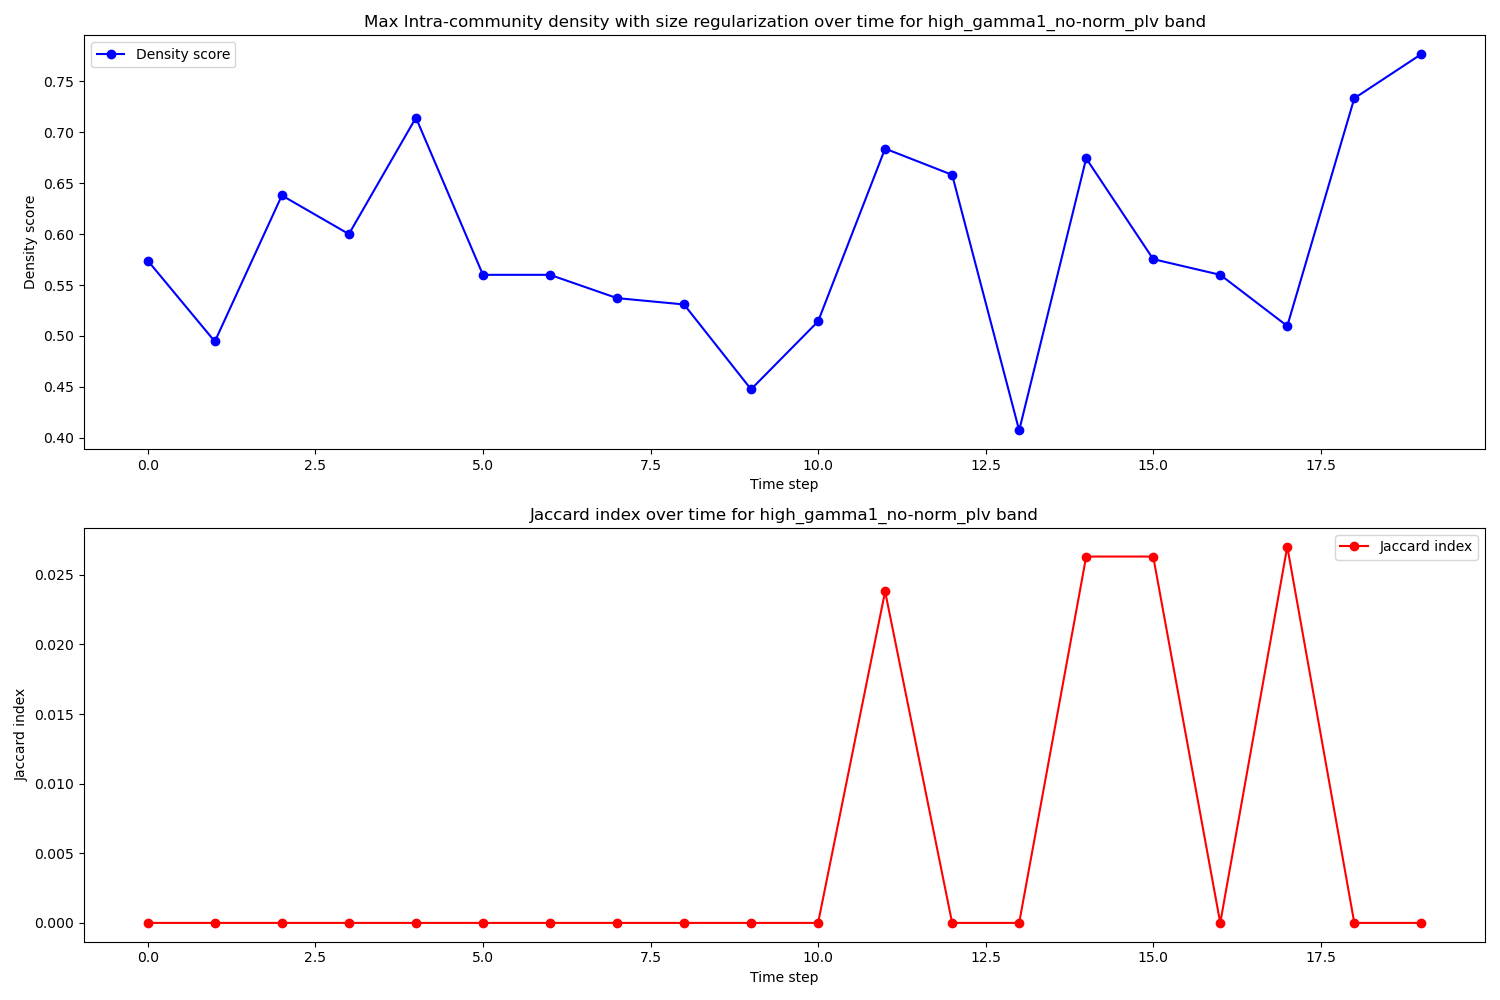 Max Intra-community density with size regularization over time for high_gamma1_no-norm_plv band
Density score
0.75
0.70
0.65
0.60
0.55
0.50
0.45
0.40
Density score
0.0 2.5 5.0 7.5 10.0 12.5 15.0 17.5
Time step
Jaccard index over time for high_gamma1_no-norm_plv band
Jaccard index
0.025
0.020
0.015
0.010
0.005
0.000
Jaccard index
0.0 2.5 5.0 7.5 10.0 12.5 15.0 17.5
Time step